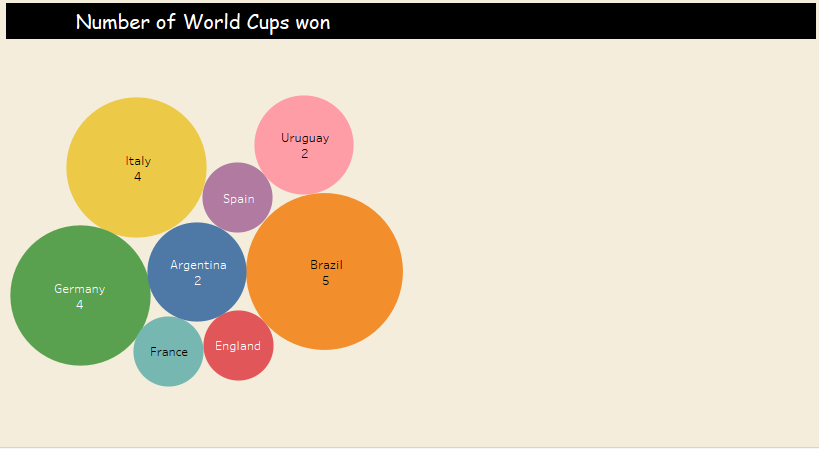 Number of World Cups won
Italy
4
Uruguay
2
Spain
Argentina
2
Brazil
5
Germany
4
France
England